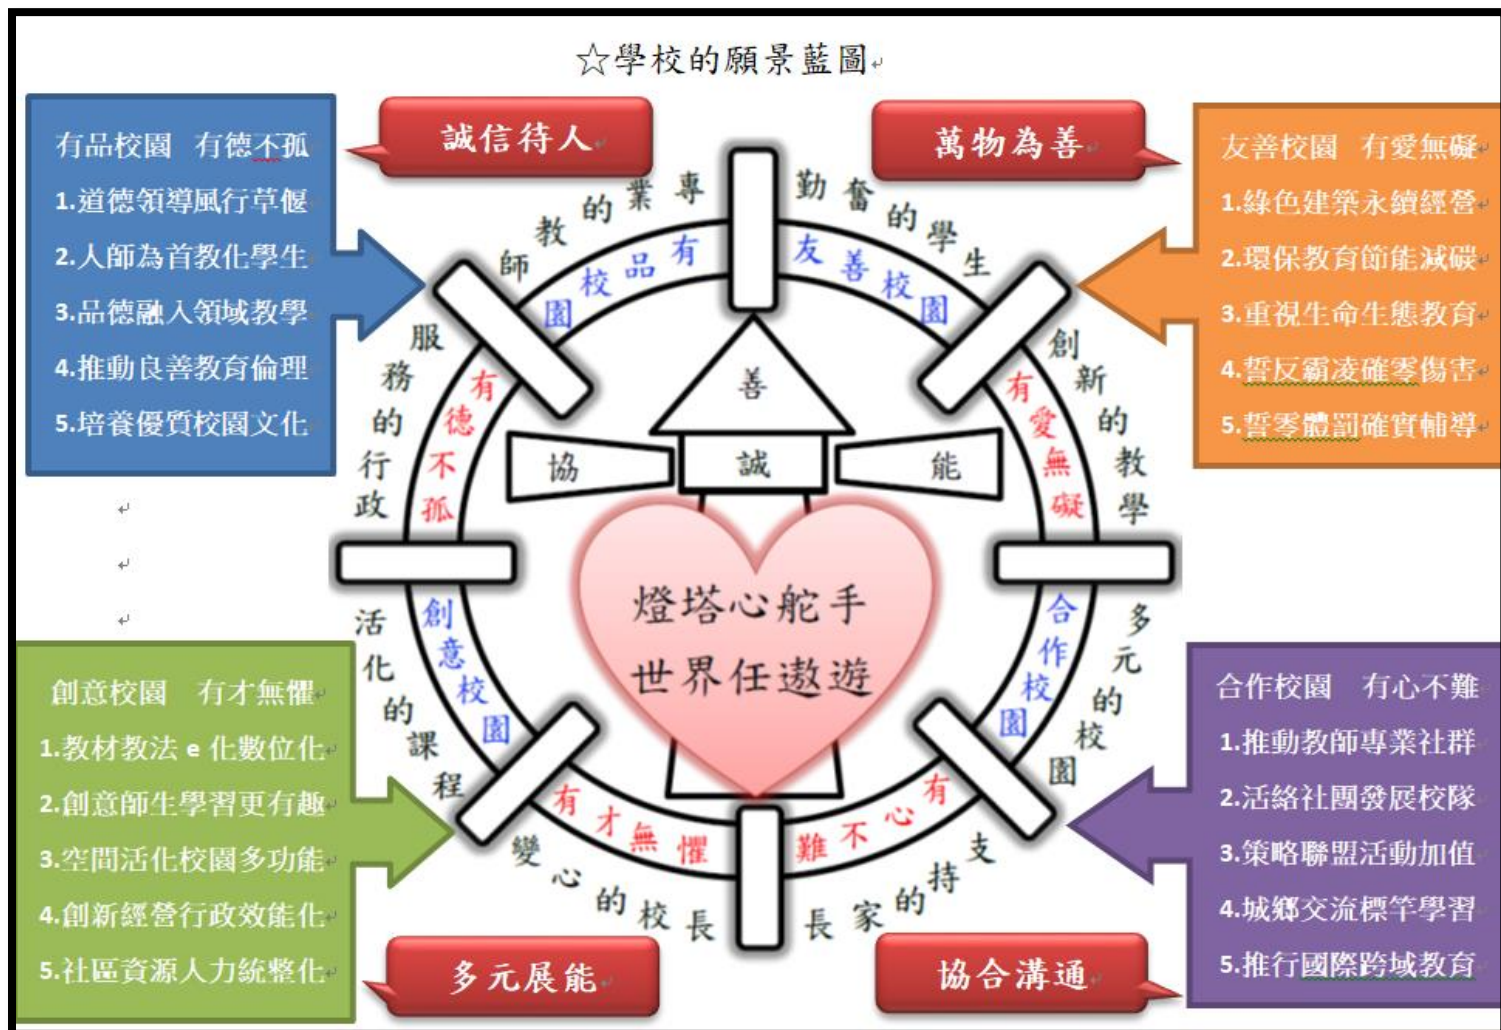 ☆學校的願景藍圖
誠信待人
萬物為善
有品校園 有德不孤
1.道德領導風行草偃
2.人師為首教化學生
3.品德融入領域教學
4.推動良善教育倫理
5.培養優質校園文化
友善校園 有愛無礙
1.綠色建築永續經營
2.環保教育節能減碳
3.重視生命生態教育
4.誓反霸凌確零傷害
5.誓零體罰確實輔導
專業的教師
勤奮的學生
有品校園
友善校園
服務的行政
有德不孤
有愛無礙
創新的教學
善
協
誠
能
燈塔心舵手
世界任遨遊
活化的課程
創意校園
合作校園
多元的校園
有才無懼
有心不難
變心的校長
支持的家長
創意校園 有才無懼
1.教材教法 e 化數位化
2.創意師生學習更有趣
3.空間活化校園多功能
4.創新經營行政效能化
5.社區資源人力統整化
合作校園 有心不難
1.推動教師專業社群
2.活絡社團發展校隊
3.策略聯盟活動加值
4.城鄉交流標竿學習
5.推行國際跨域教育
多元展能
協合溝通